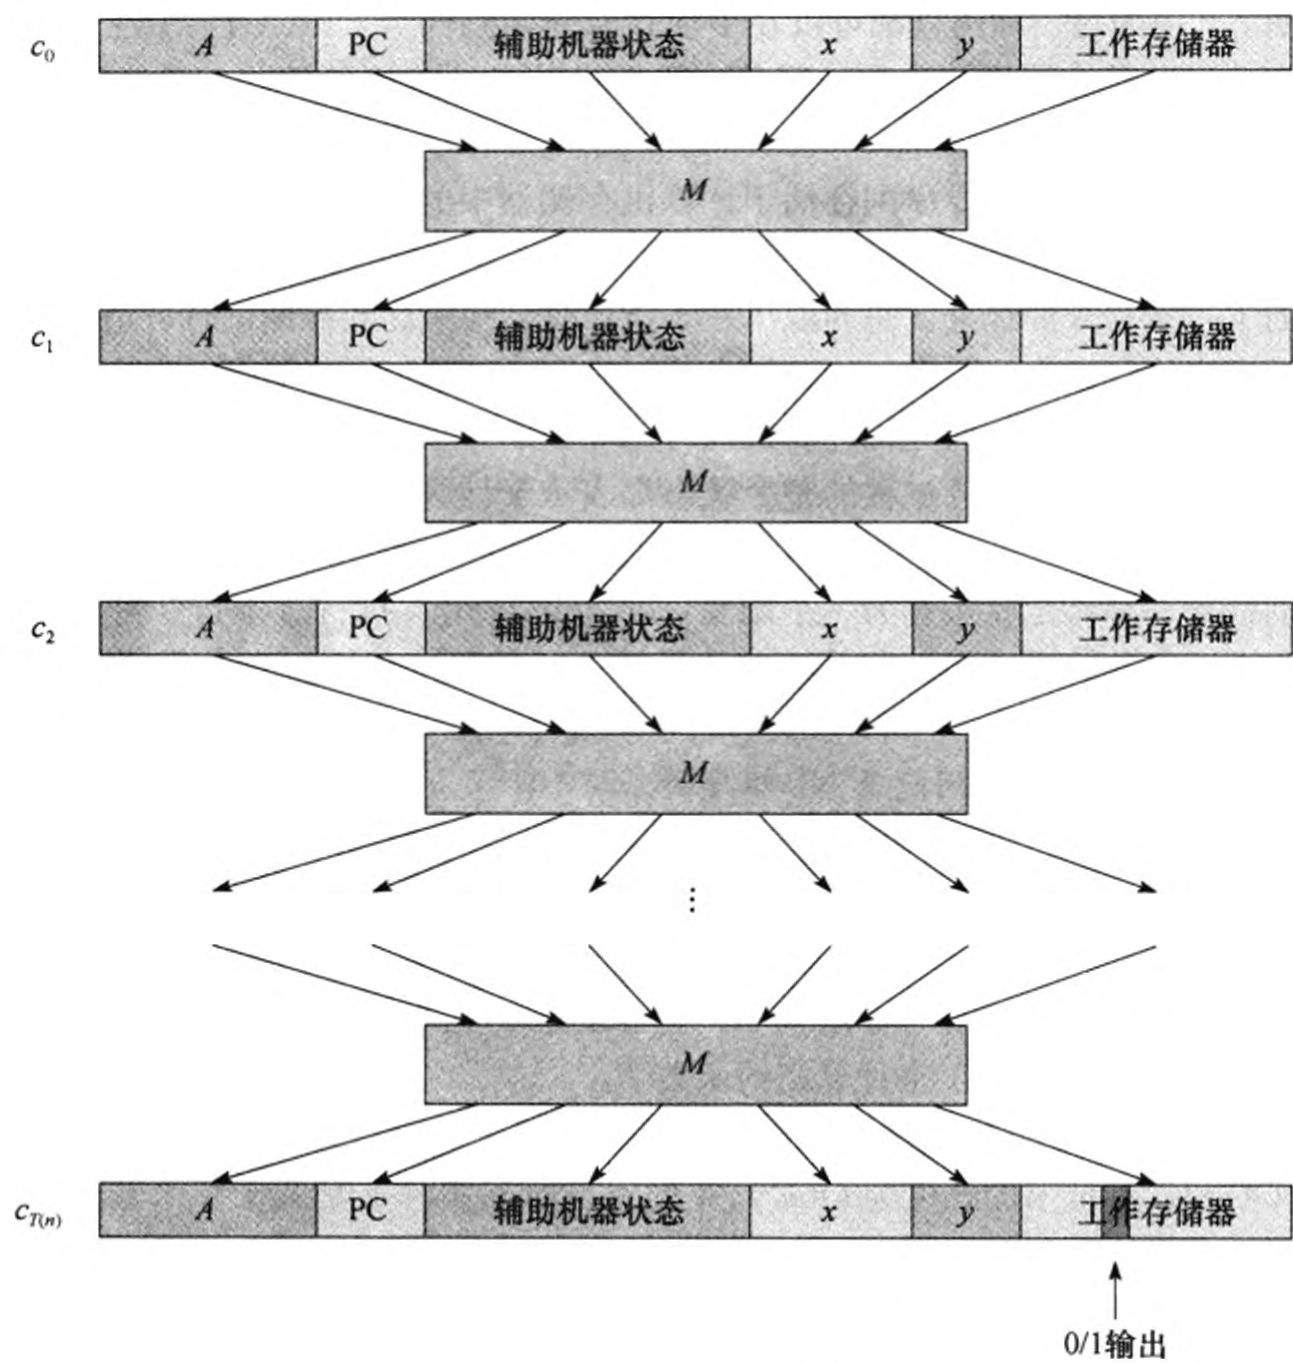 c₀ A PC 辅助机器状态 x y 工作存储器
M
c₁ A PC 辅助机器状态 x y 工作存储器
M
c₂ A PC 辅助机器状态 x y 工作存储器
M
⋮
M
c_T(n) A PC 辅助机器状态 x y 工作存储器
0/1输出